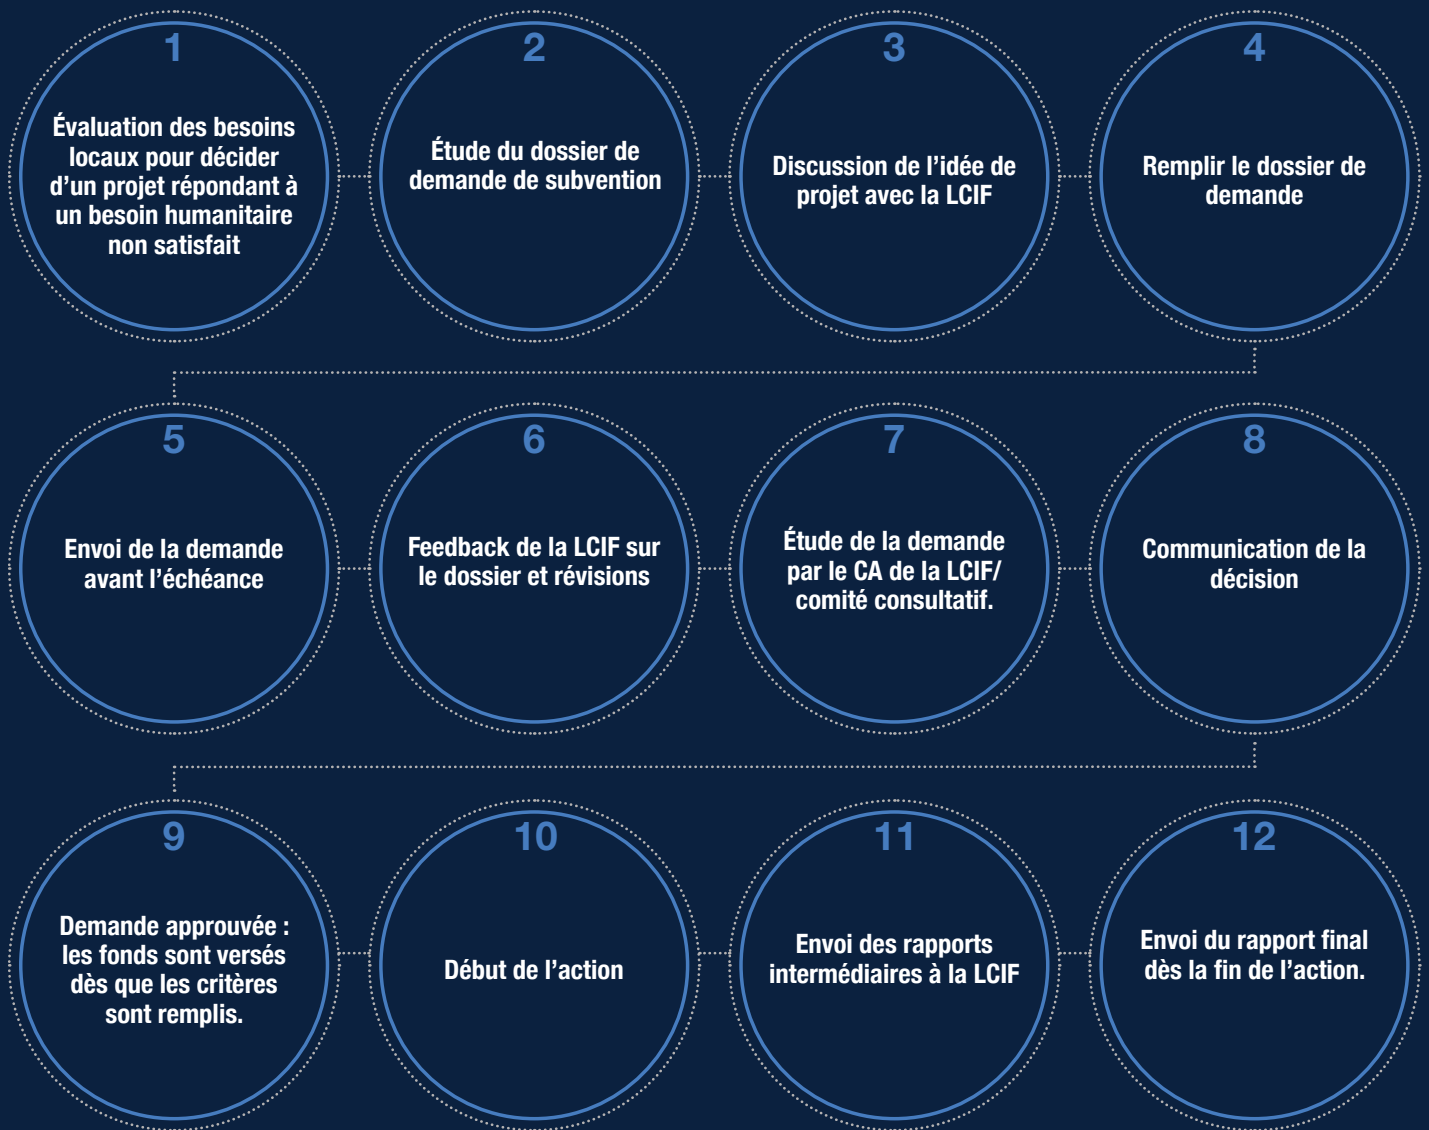 1
Évaluation des besoins
locaux pour décider
d’un projet répondant à
un besoin humanitaire
non satisfait
2
Étude du dossier de
demande de subvention
3
Discussion de l’idée de
projet avec la LCIF
4
Remplir le dossier de
demande
5
Envoi de la demande
avant l’échéance
6
Feedback de la LCIF sur
le dossier et révisions
7
Étude de la demande
par le CA de la LCIF/
comité consultatif.
8
Communication de la
décision
9
Demande approuvée :
les fonds sont versés
dès que les critères
sont remplis.
10
Début de l’action
11
Envoi des rapports
intermédiaires à la LCIF
12
Envoi du rapport final
dès la fin de l’action.